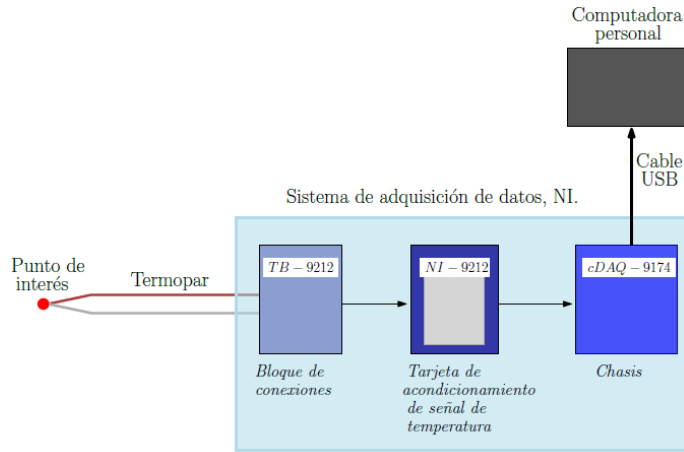 Computadora
personal
Cable
USB
Sistema de adquisición de datos, NI.
Punto de
interés
Termopar
TB − 9212
NI − 9212
cDAQ − 9174
Bloque de
conexiones
Tarjeta de
acondicionamiento
de señal de
temperatura
Chasis